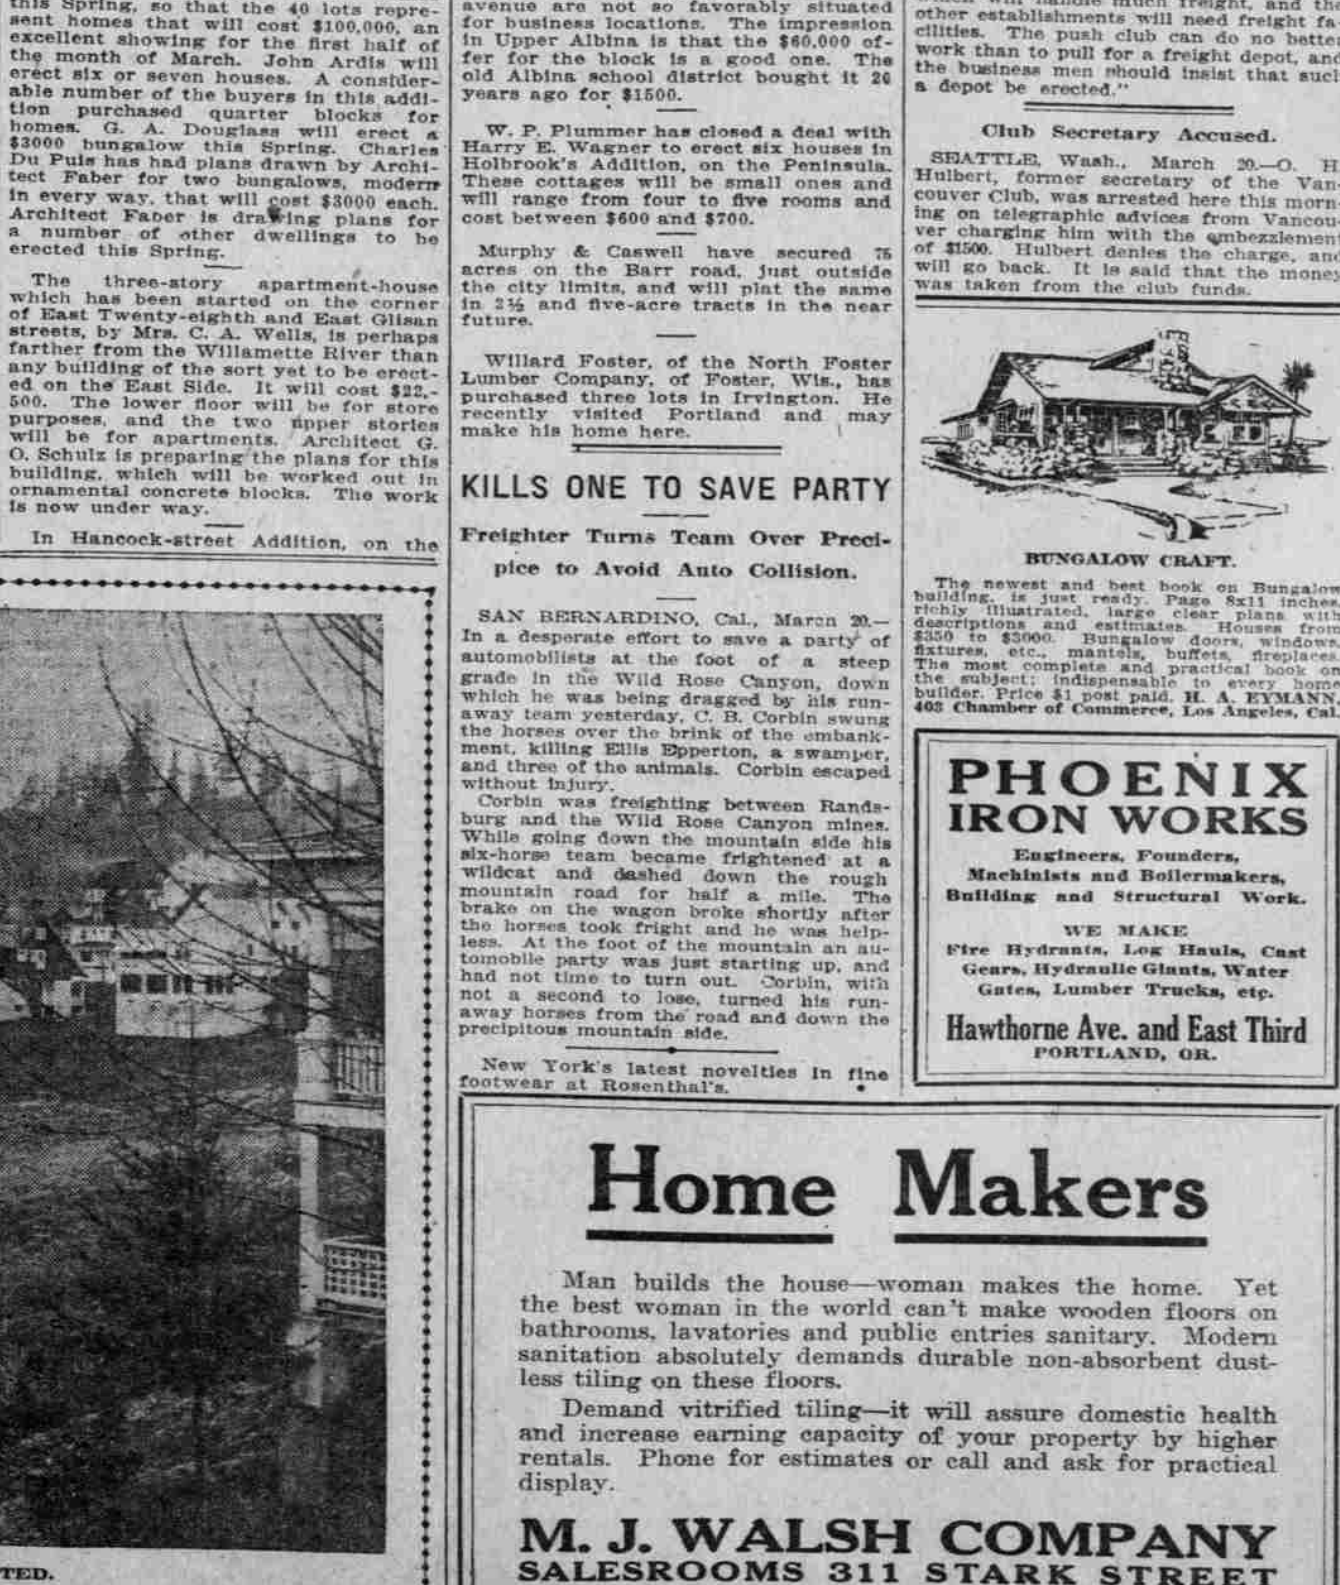 this Spring, so that the 40 lots repre-
sent homes that will cost $100,000, an
excellent showing for the first half of
the month of March. John Ardis will
erect six or seven houses. A consider-
able number of the buyers in this addi-
tion purchased quarter blocks for
homes. G. A. Douglass will erect a
$3000 bungalow this Spring. Charles
Du Puis has had plans drawn by Archi-
tect Faber for two bungalows, modern
in every way, that will cost $3000 each.
Architect Faber is drawing plans for
a number of other dwellings to be
erected this Spring.
The three-story apartment-house
which has been started on the corner
of East Twenty-eighth and East Glisan
streets, by Mrs. C. A. Wells, is perhaps
farther from the Willamette River than
any building of the sort yet to be erect-
ed on the East Side. It will cost $22,-
500. The lower floor will be for store
purposes, and the two upper stories
will be for apartments. Architect G.
O. Schulz is preparing the plans for this
building, which will be worked out in
ornamental concrete blocks. The work
is now under way.
In Hancock-street Addition, on the
TED.
avenue are not so favorably situated
for business locations. The impression
in Upper Albina is that the $60,000 of-
fer for the block is a good one. The
old Albina school district bought it 26
years ago for $1500.
W. P. Plummer has closed a deal with
Harry E. Wagner to erect six houses in
Holbrook's Addition, on the Peninsula.
These cottages will be small ones and
will range from four to five rooms and
cost between $600 and $700.
Murphy & Caswell have secured 75
acres on the Barr road, just outside
the city limits, and will plat the same
in 2½ and five-acre tracts in the near
future.
Willard Foster, of the North Foster
Lumber Company, of Foster, Wis., has
purchased three lots in Irvington. He
recently visited Portland and may
make his home here.
KILLS ONE TO SAVE PARTY
Freighter Turns Team Over Preci-
pice to Avoid Auto Collision.
SAN BERNARDINO, Cal., March 20.—
In a desperate effort to save a party of
automobilists at the foot of a steep
grade in the Wild Rose Canyon, down
which he was being dragged by his run-
away team yesterday, C. B. Corbin swung
the horses over the brink of the embank-
ment, killing Ellis Epperton, a swamper,
and three of the animals. Corbin escaped
without injury.
Corbin was freighting between Rands-
burg and the Wild Rose Canyon mines.
While going down the mountain side his
six-horse team became frightened at a
wildcat and dashed down the rough
mountain road for half a mile. The
brake on the wagon broke shortly after
the horses took fright and he was help-
less. At the foot of the mountain an au-
tomobile party was just starting up, and
had not time to turn out. Corbin, with
not a second to lose, turned his run-
away horses from the road and down the
precipitous mountain side.
New York's latest novelties in fine
footwear at Rosenthal's.
which will handle much freight, and the
other establishments will need freight fa-
cilities. The push club can do no better
work than to pull for a freight depot, and
the business men should insist that such
a depot be erected."
Club Secretary Accused.
SEATTLE, Wash., March 20.—O. H.
Hulbert, former secretary of the Van-
couver Club, was arrested here this morn-
ing on telegraphic advices from Vancou-
ver charging him with the embezzlement
of $1500. Hulbert denies the charge, and
will go back. It is said that the money
was taken from the club funds.
BUNGALOW CRAFT.
The newest and best book on Bungalow
building, is just ready. Page 8x11 inches,
richly illustrated, large clear plans with
descriptions and estimates. Houses from
$350 to $3000. Bungalow doors, windows,
fixtures, etc., mantels, buffets, fireplaces.
The most complete and practical book on
the subject; indispensable to every home
builder. Price $1 post paid. H. A. EYMANN,
403 Chamber of Commerce, Los Angeles, Cal.
PHOENIX
IRON WORKS
Engineers, Founders,
Machinists and Boilermakers,
Building and Structural Work.
WE MAKE
Fire Hydrants, Log Hauls, Cast
Gears, Hydraulic Giants, Water
Gates, Lumber Trucks, etc.
Hawthorne Ave. and East Third
PORTLAND, OR.
Home Makers
Man builds the house—woman makes the home. Yet
the best woman in the world can't make wooden floors on
bathrooms, lavatories and public entries sanitary. Modern
sanitation absolutely demands durable non-absorbent dust-
less tiling on these floors.
Demand vitrified tiling—it will assure domestic health
and increase earning capacity of your property by higher
rentals. Phone for estimates or call and ask for practical
display.
M. J. WALSH COMPANY
SALESROOMS 311 STARK STREET